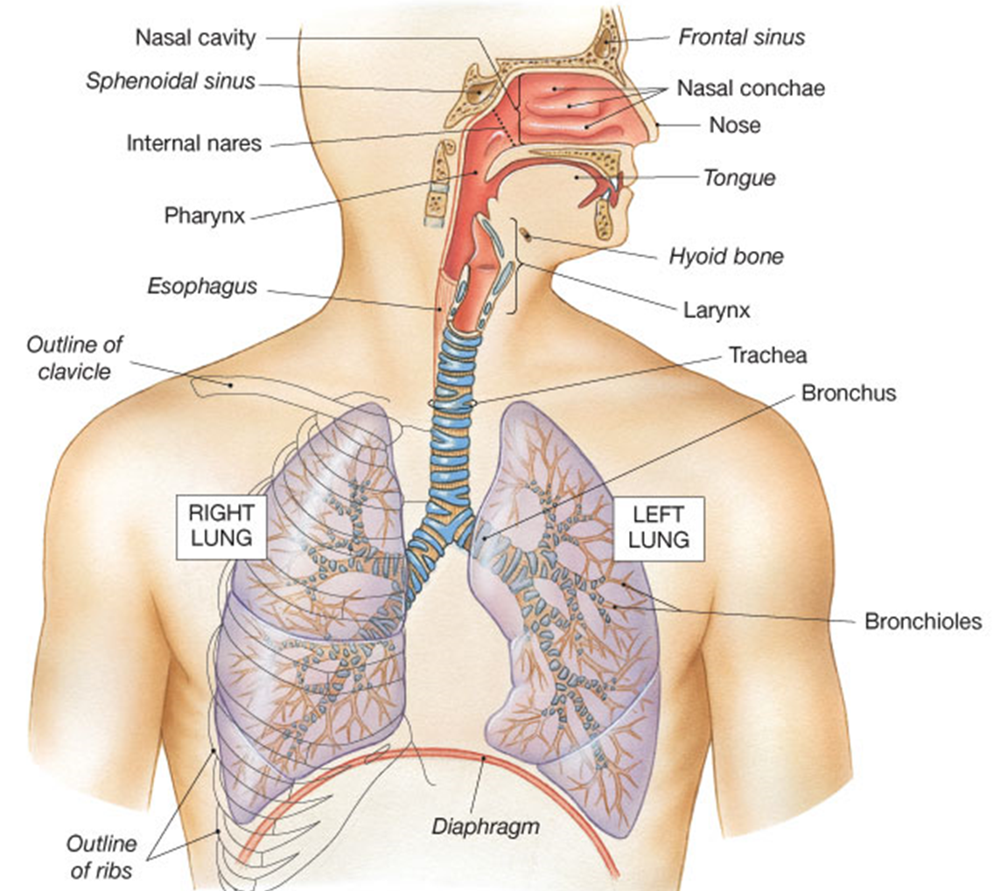 Nasal cavity
Frontal sinus
Sphenoidal sinus
Nasal conchae
Nose
Internal nares
Tongue
Pharynx
Hyoid bone
Esophagus
Larynx
Outline of
clavicle
Trachea
Bronchus
RIGHT
LUNG
LEFT
LUNG
Bronchioles
Diaphragm
Outline
of ribs